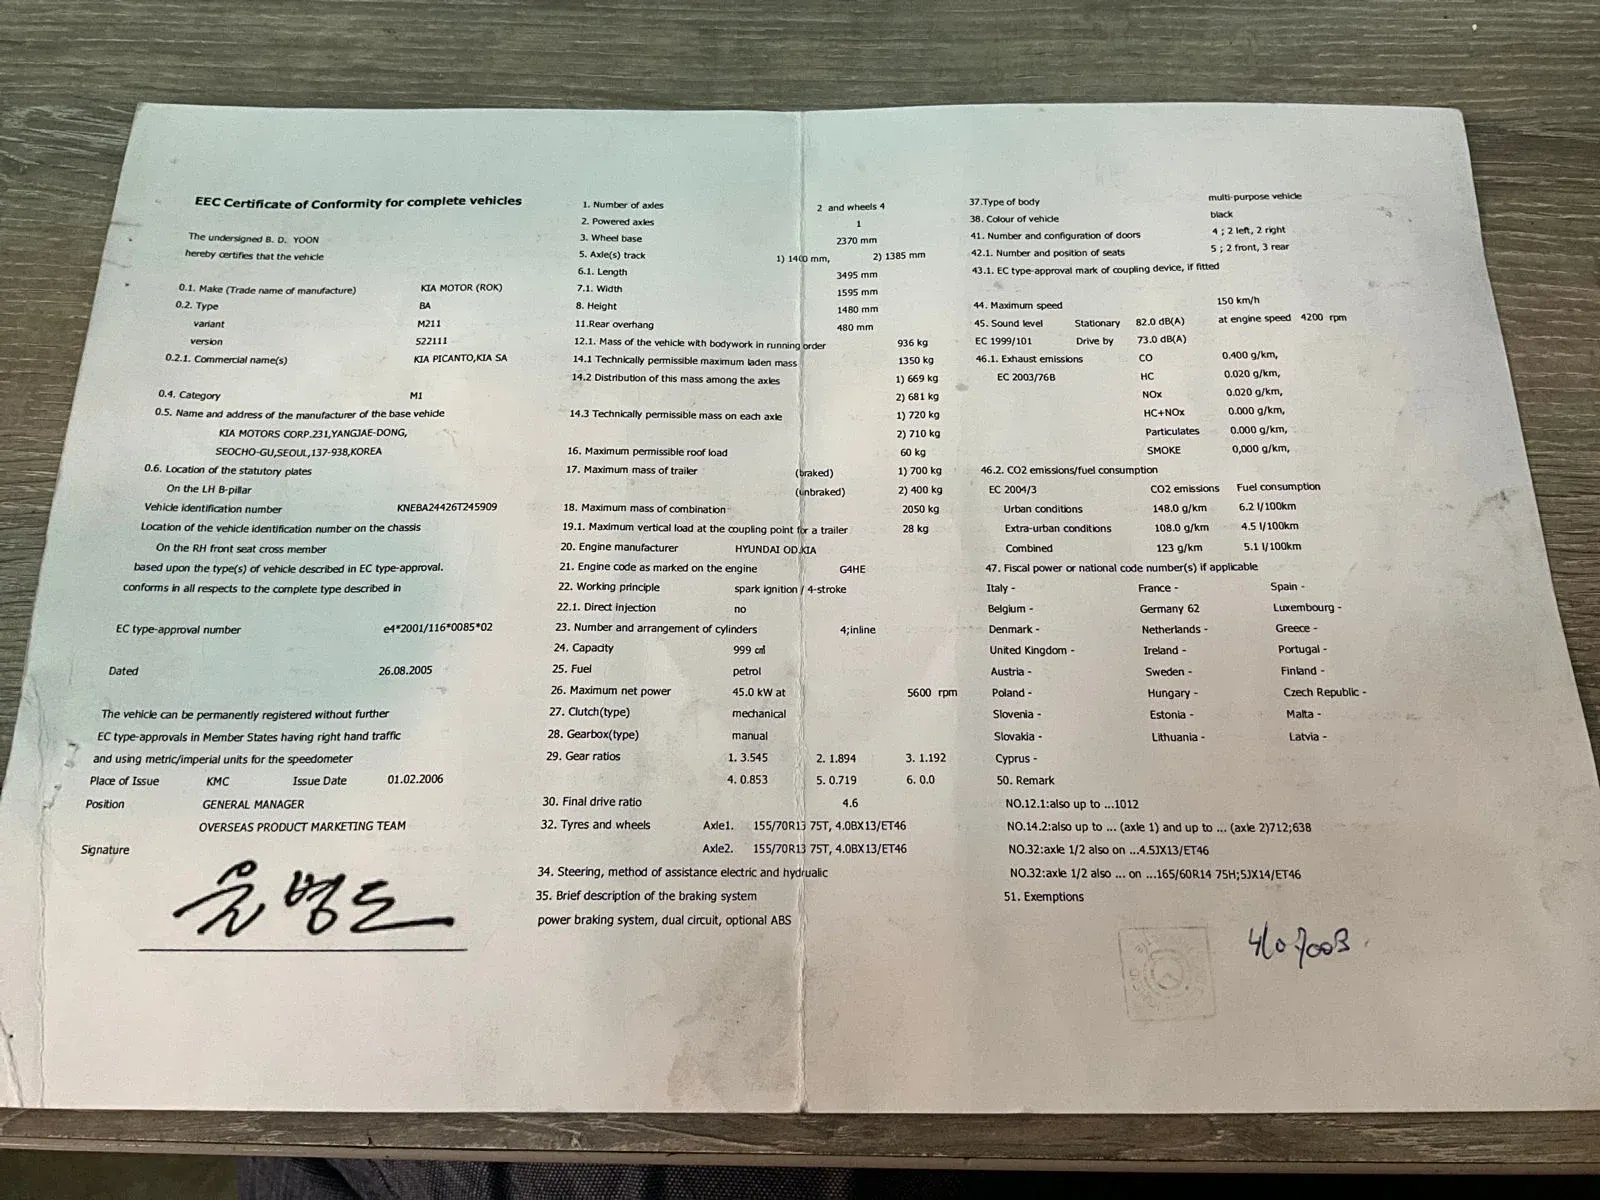 EEC Certificate of Conformity for complete vehicles
The undersigned B. D. YOON
hereby certifies that the vehicle
0.1. Make (Trade name of manufacture) KIA MOTOR (ROK)
0.2. Type BA
variant M211
version 522111
0.2.1. Commercial name(s) KIA PICANTO,KIA SA
0.4. Category M1
0.5. Name and address of the manufacturer of the base vehicle
KIA MOTORS CORP.231,YANGJAE-DONG,
SEOCHO-GU,SEOUL,137-938,KOREA
0.6. Location of the statutory plates
On the LH B-pillar
Vehicle identification number KNEBA24426T245909
Location of the vehicle identification number on the chassis
On the RH front seat cross member
based upon the type(s) of vehicle described in EC type-approval.
conforms in all respects to the complete type described in
EC type-approval number e4*2001/116*0085*02
Dated 26.08.2005
The vehicle can be permanently registered without further
EC type-approvals in Member States having right hand traffic
and using metric/imperial units for the speedometer
Place of Issue KMC Issue Date 01.02.2006
Position GENERAL MANAGER
OVERSEAS PRODUCT MARKETING TEAM
Signature
윤병도
1. Number of axles 2 and wheels 4
2. Powered axles 1
3. Wheel base 2370 mm
5. Axle(s) track 1) 1400 mm, 2) 1385 mm
6.1. Length 3495 mm
7.1. Width 1595 mm
8. Height 1480 mm
11.Rear overhang 480 mm
12.1. Mass of the vehicle with bodywork in running order 936 kg
14.1 Technically permissible maximum laden mass 1350 kg
14.2 Distribution of this mass among the axles 1) 669 kg
2) 681 kg
14.3 Technically permissible mass on each axle 1) 720 kg
2) 710 kg
16. Maximum permissible roof load 60 kg
17. Maximum mass of trailer (braked) 1) 700 kg
(unbraked) 2) 400 kg
18. Maximum mass of combination 2050 kg
19.1. Maximum vertical load at the coupling point for a trailer 28 kg
20. Engine manufacturer HYUNDAI OD.KIA
21. Engine code as marked on the engine G4HE
22. Working principle spark ignition / 4-stroke
22.1. Direct injection no
23. Number and arrangement of cylinders 4;inline
24. Capacity 999 ㎤
25. Fuel petrol
26. Maximum net power 45.0 kW at 5600 rpm
27. Clutch(type) mechanical
28. Gearbox(type) manual
29. Gear ratios 1. 3.545 2. 1.894 3. 1.192
4. 0.853 5. 0.719 6. 0.0
30. Final drive ratio 4.6
32. Tyres and wheels Axle1. 155/70R13 75T, 4.0BX13/ET46
Axle2. 155/70R13 75T, 4.0BX13/ET46
34. Steering, method of assistance electric and hydrualic
35. Brief description of the braking system
power braking system, dual circuit, optional ABS
37.Type of body multi-purpose vehicle
38. Colour of vehicle black
41. Number and configuration of doors 4 ; 2 left, 2 right
42.1. Number and position of seats 5 ; 2 front, 3 rear
43.1. EC type-approval mark of coupling device, if fitted
44. Maximum speed 150 km/h
45. Sound level Stationary 82.0 dB(A) at engine speed 4200 rpm
EC 1999/101 Drive by 73.0 dB(A)
46.1. Exhaust emissions CO 0.400 g/km,
EC 2003/76B HC 0.020 g/km,
NOx 0.020 g/km,
HC+NOx 0.000 g/km,
Particulates 0.000 g/km,
SMOKE 0,000 g/km,
46.2. CO2 emissions/fuel consumption
EC 2004/3 CO2 emissions Fuel consumption
Urban conditions 148.0 g/km 6.2 l/100km
Extra-urban conditions 108.0 g/km 4.5 l/100km
Combined 123 g/km 5.1 l/100km
47. Fiscal power or national code number(s) if applicable
Italy - France - Spain -
Belgium - Germany 62 Luxembourg -
Denmark - Netherlands - Greece -
United Kingdom - Ireland - Portugal -
Austria - Sweden - Finland -
Poland - Hungary - Czech Republic -
Slovenia - Estonia - Malta -
Slovakia - Lithuania - Latvia -
Cyprus -
50. Remark
NO.12.1:also up to ...1012
NO.14.2:also up to ... (axle 1) and up to ... (axle 2)712;638
NO.32:axle 1/2 also on ...4.5JX13/ET46
NO.32:axle 1/2 also ... on ...165/60R14 75H;5JX14/ET46
51. Exemptions